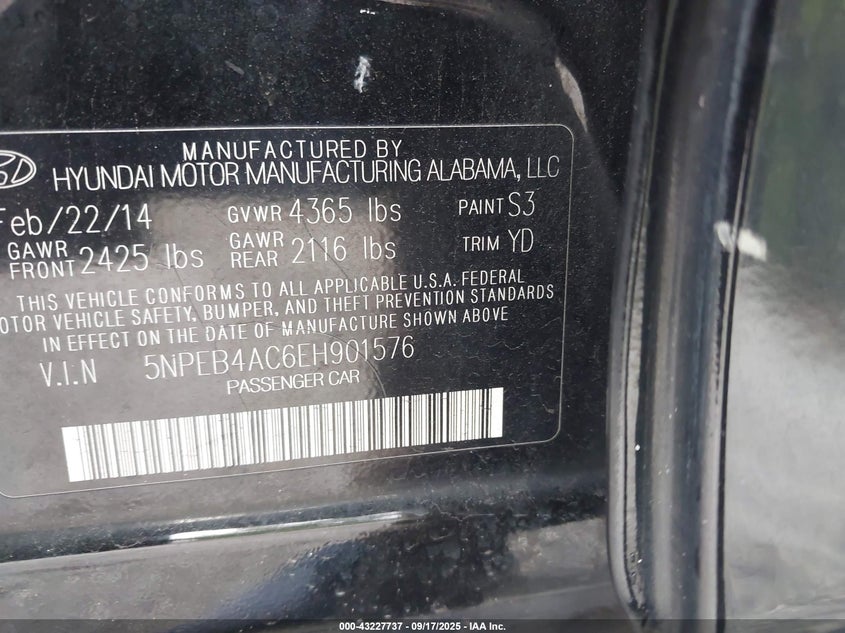 MANUFACTURED BY
HYUNDAI MOTOR MANUFACTURING ALABAMA, LLC
Feb/22/14 GVWR 4365 lbs PAINT S3
GAWR FRONT 2425 lbs GAWR REAR 2116 lbs TRIM YD
THIS VEHICLE CONFORMS TO ALL APPLICABLE U.S.A. FEDERAL
OTOR VEHICLE SAFETY, BUMPER, AND THEFT PREVENTION STANDARDS
IN EFFECT ON THE DATE OF MANUFACTURE SHOWN ABOVE
V.I.N 5NPEB4AC6EH901576
PASSENGER CAR
000-43227737 - 09/17/2025 - IAA Inc.